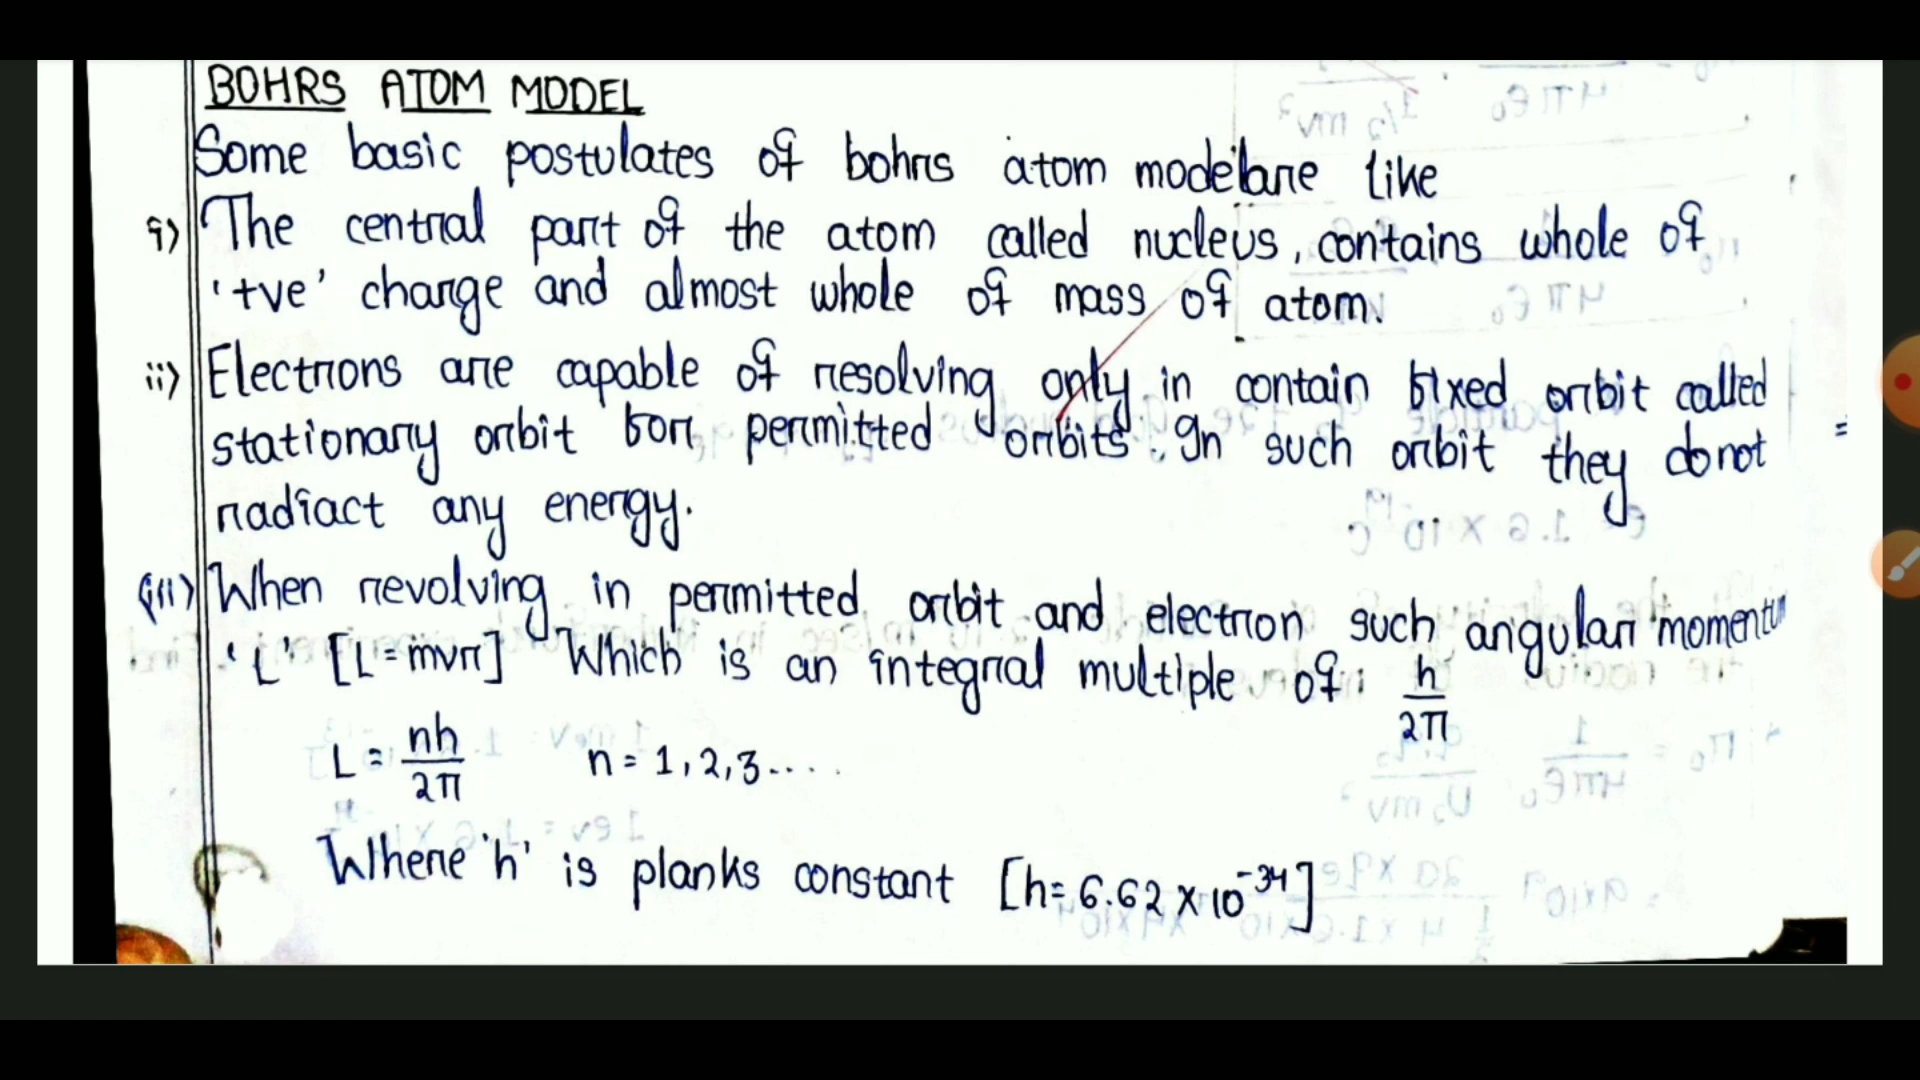 BOHRS ATOM MODEL
Some basic postulates of bohrs atom model are like
i) The central part of the atom called nucleus, contains whole of
'+ve' charge and almost whole of mass of atom.
ii) Electrons are capable of resolving only in contain fixed orbit called
stationary orbit for permitted orbits. In such orbit they do not
radiact any energy.
(iii) When revolving in permitted orbit and electron such angular momentum
'L' [L = mvr] Which is an integral multiple of h/2π
L = nh/2π n = 1, 2, 3....
Where 'h' is planks constant [h = 6.62 x 10^-34]